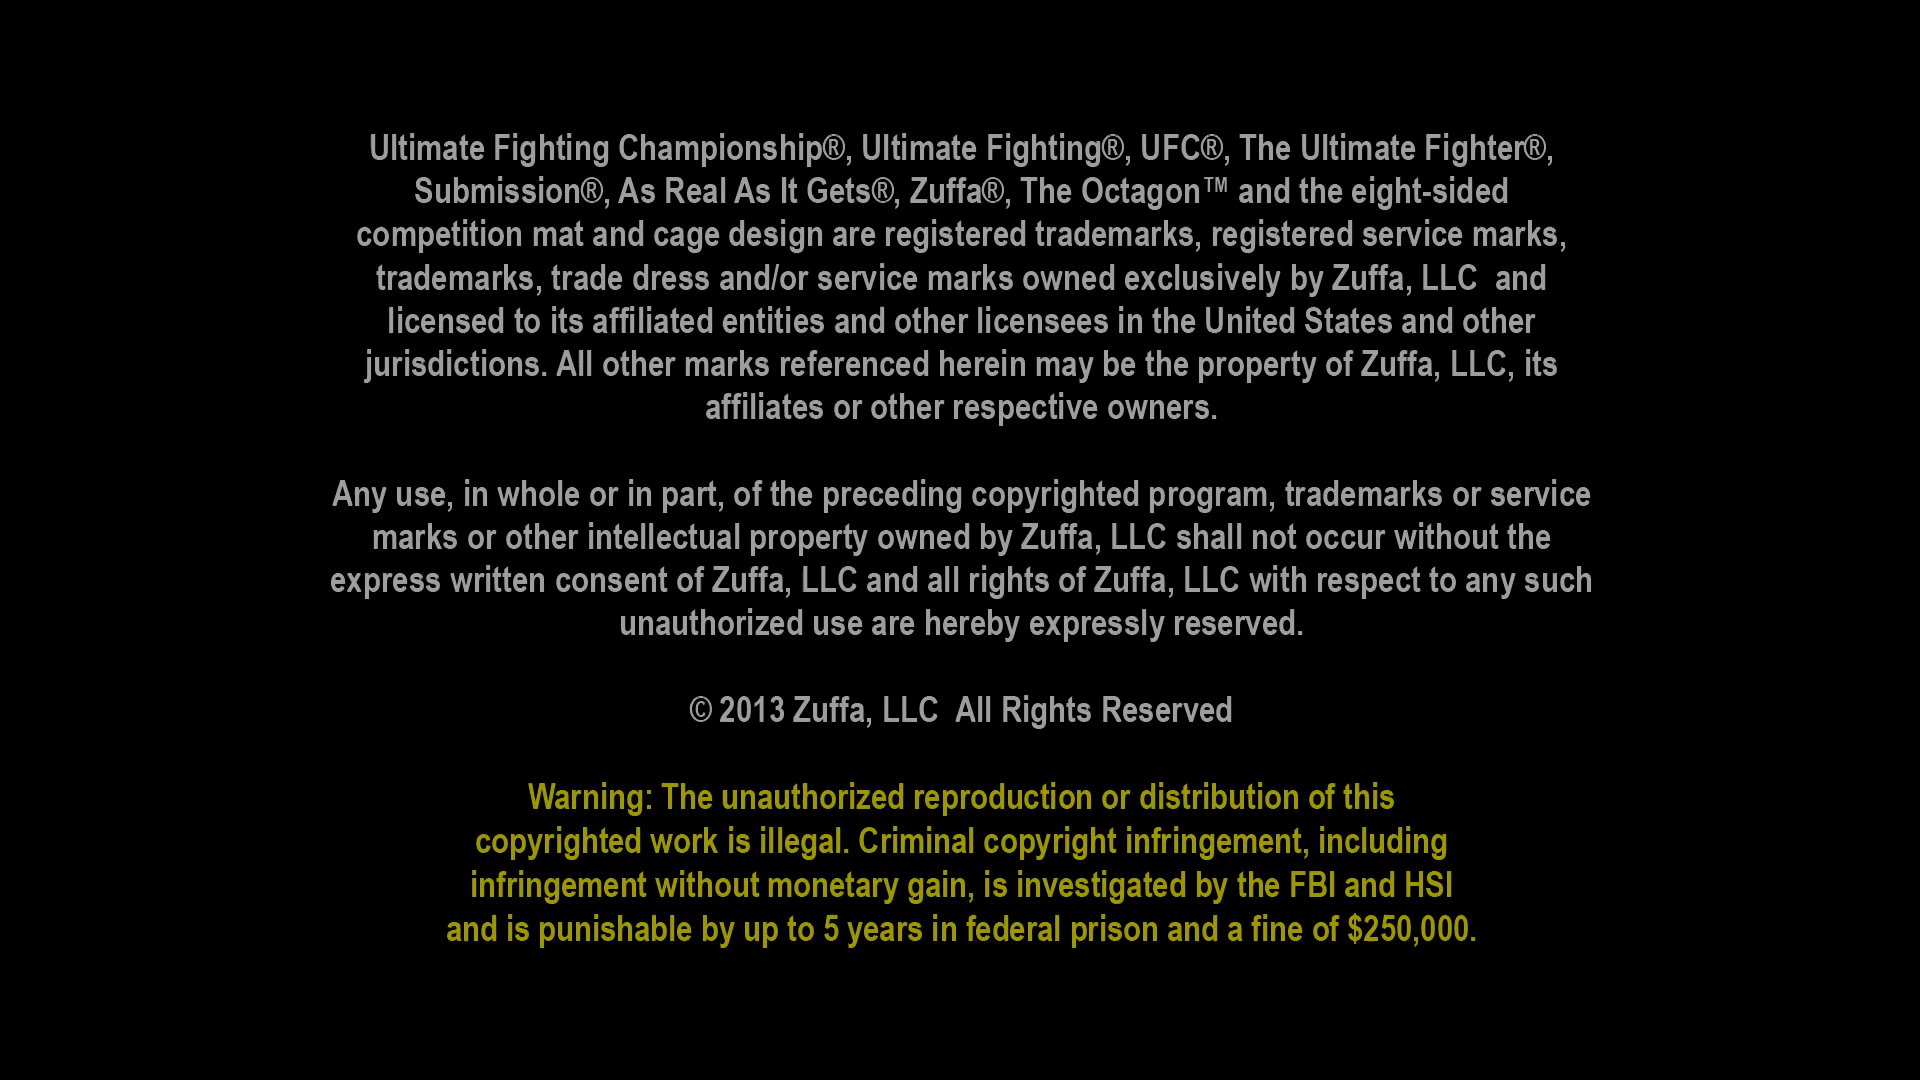 Ultimate Fighting Championship®, Ultimate Fighting®, UFC®, The Ultimate Fighter®,
Submission®, As Real As It Gets®, Zuffa®, The Octagon™ and the eight-sided
competition mat and cage design are registered trademarks, registered service marks,
trademarks, trade dress and/or service marks owned exclusively by Zuffa, LLC  and
licensed to its affiliated entities and other licensees in the United States and other
jurisdictions. All other marks referenced herein may be the property of Zuffa, LLC, its
affiliates or other respective owners.
Any use, in whole or in part, of the preceding copyrighted program, trademarks or service
marks or other intellectual property owned by Zuffa, LLC shall not occur without the
express written consent of Zuffa, LLC and all rights of Zuffa, LLC with respect to any such
unauthorized use are hereby expressly reserved.
© 2013 Zuffa, LLC  All Rights Reserved
Warning: The unauthorized reproduction or distribution of this
copyrighted work is illegal. Criminal copyright infringement, including
infringement without monetary gain, is investigated by the FBI and HSI
and is punishable by up to 5 years in federal prison and a fine of $250,000.